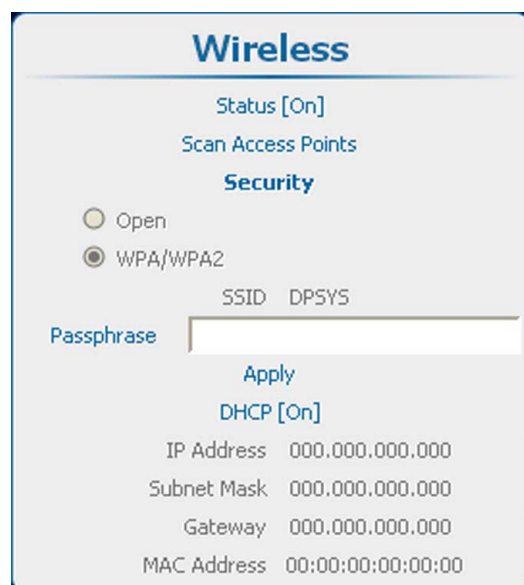 Wireless
Status [On]
Scan Access Points
Security
Open
WPA/WPA2
SSID DPSYS
Passphrase
Apply
DHCP [On]
IP Address 000.000.000.000
Subnet Mask 000.000.000.000
Gateway 000.000.000.000
MAC Address 00:00:00:00:00:00